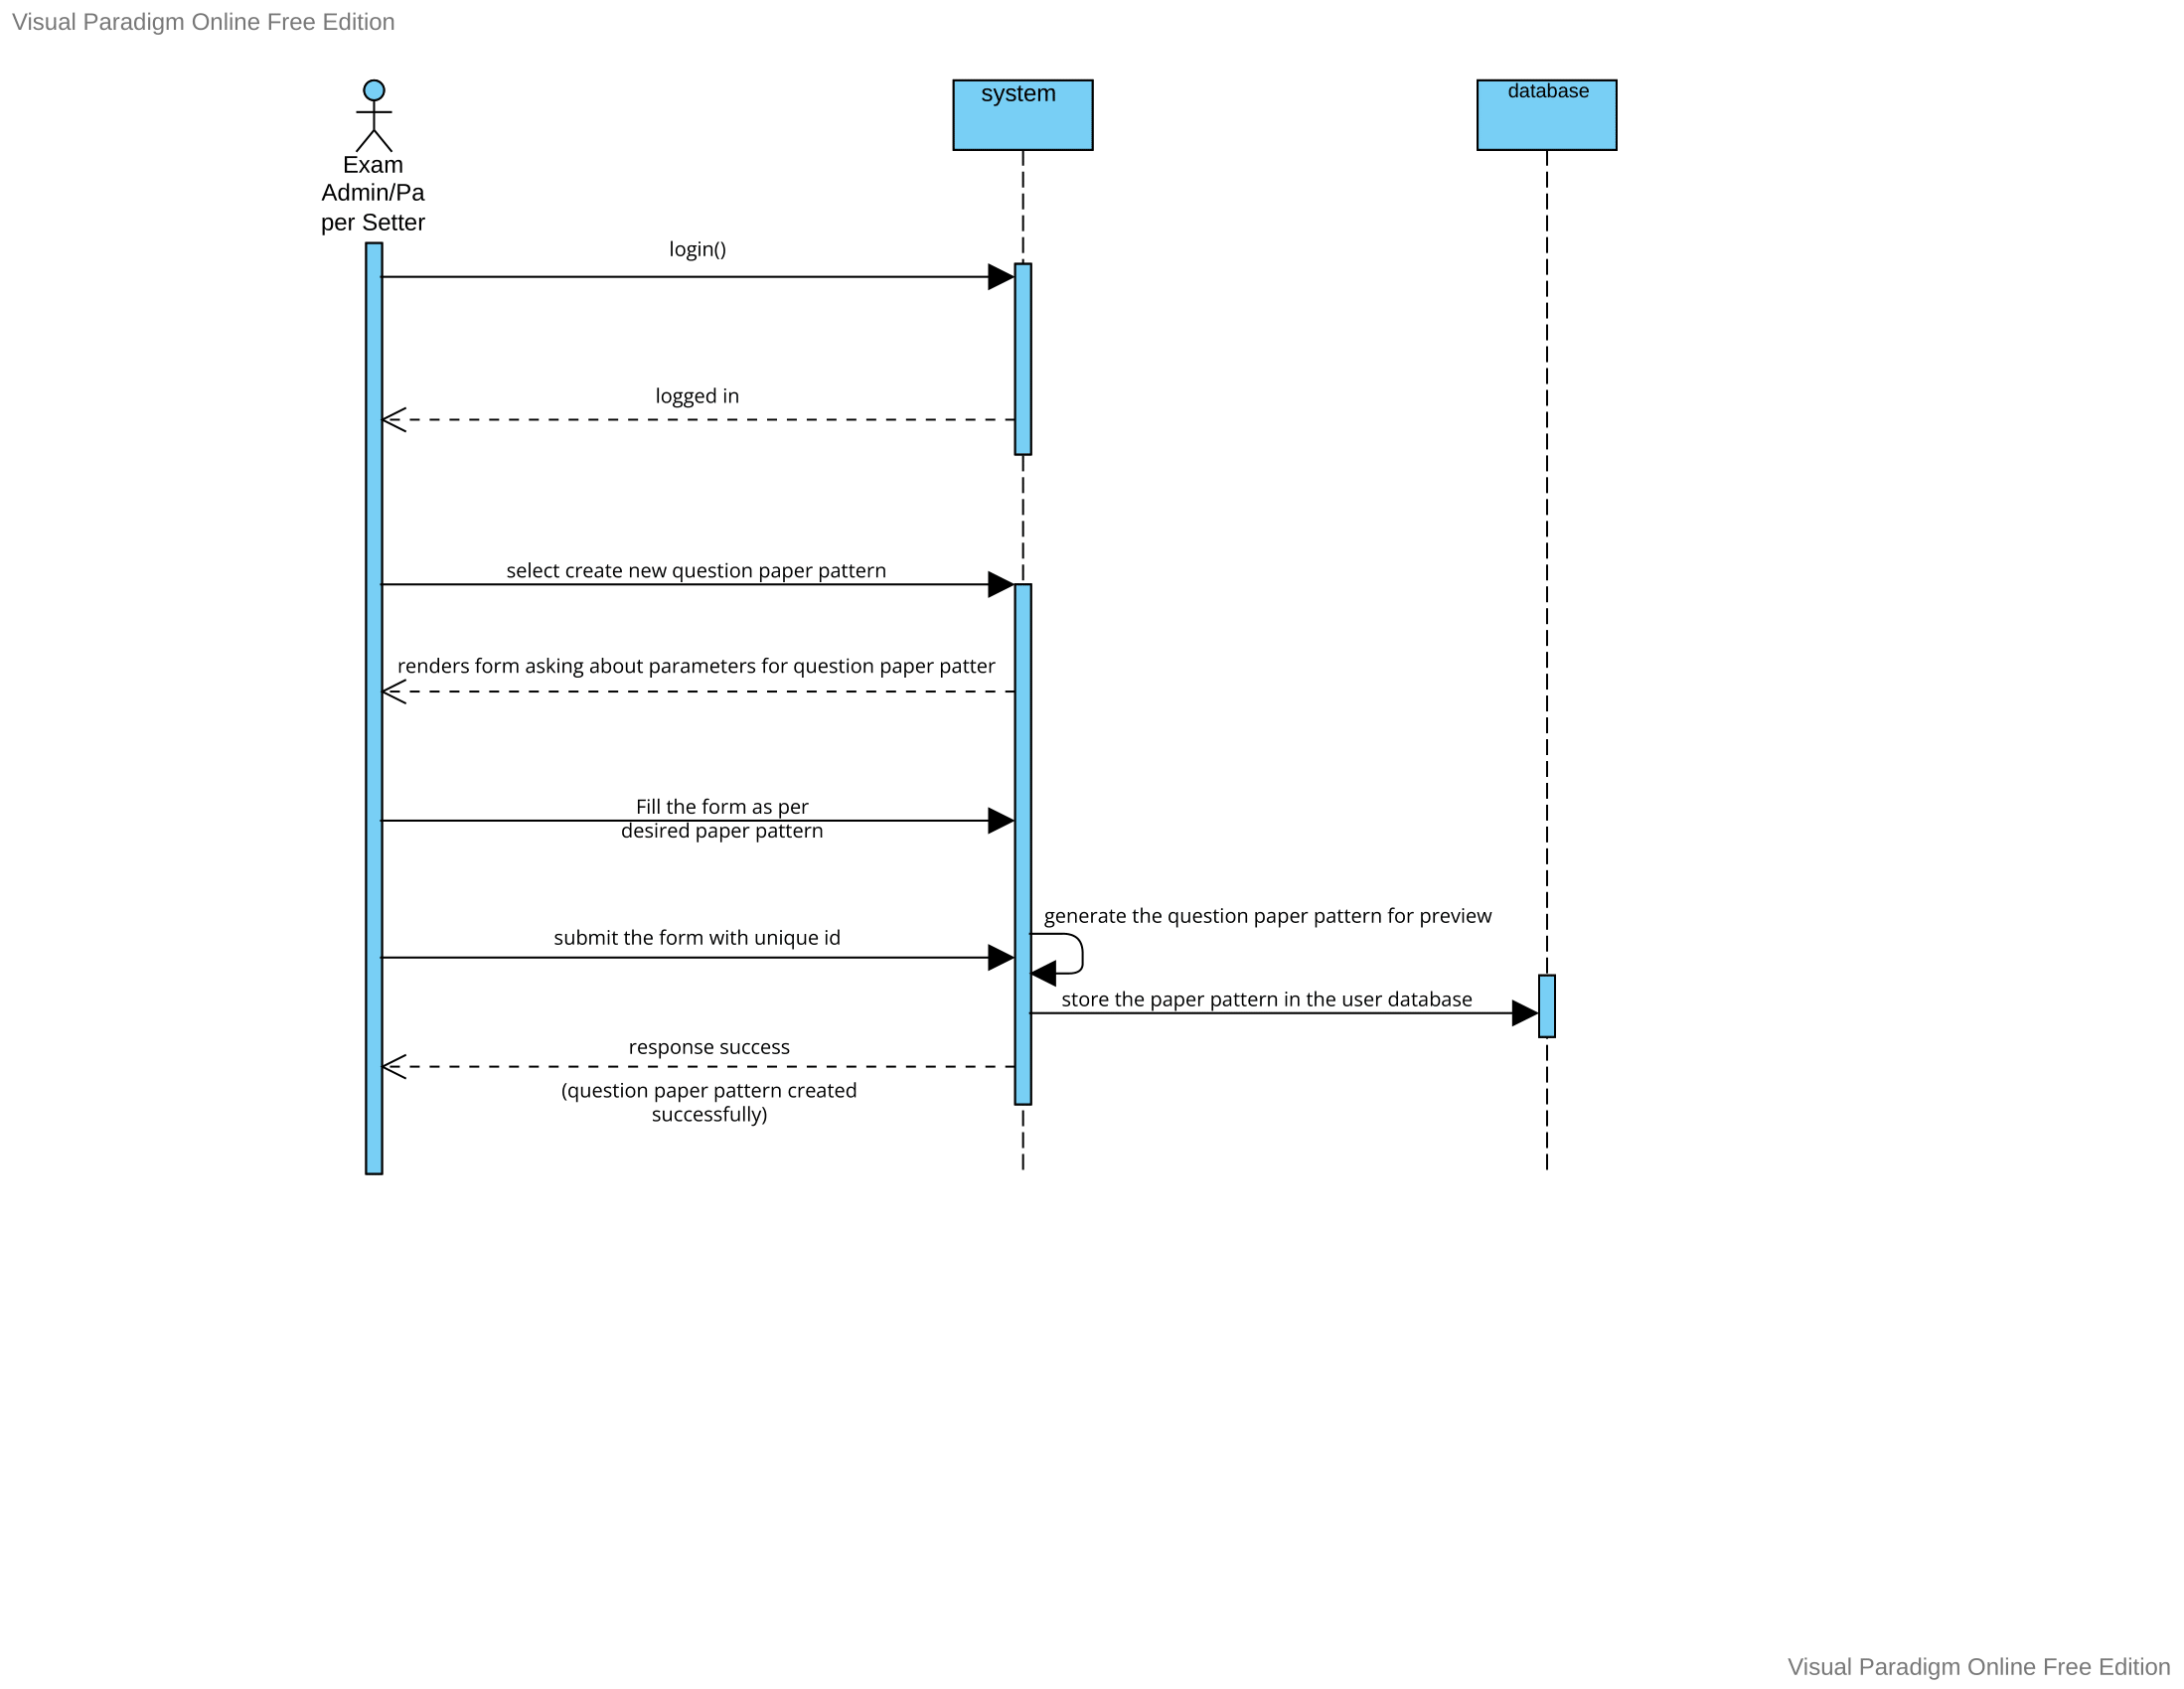 Visual Paradigm Online Free Edition
system
database
Exam
Admin/Pa
per Setter
login()
logged in
select create new question paper pattern
renders form asking about parameters for question paper patter
Fill the form as per
desired paper pattern
generate the question paper pattern for preview
submit the form with unique id
store the paper pattern in the user database
response success
(question paper pattern created
successfully)
Visual Paradigm Online Free Edition